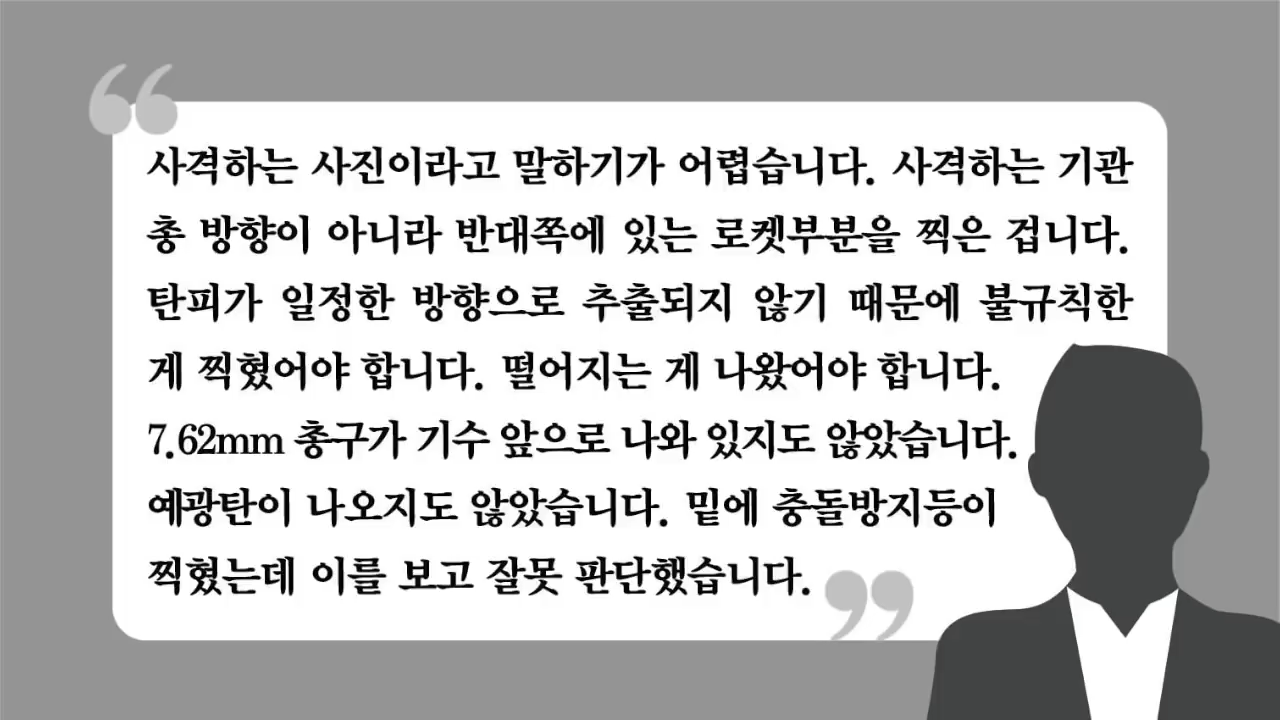 사격하는 사진이라고 말하기가 어렵습니다. 사격하는 기관
총 방향이 아니라 반대쪽에 있는 로켓부분을 찍은 겁니다.
탄피가 일정한 방향으로 추출되지 않기 때문에 불규칙한
게 찍혔어야 합니다. 떨어지는 게 나왔어야 합니다.
7.62mm 총구가 기수 앞으로 나와 있지도 않았습니다.
예광탄이 나오지도 않았습니다. 밑에 충돌방지등이
찍혔는데 이를 보고 잘못 판단했습니다.